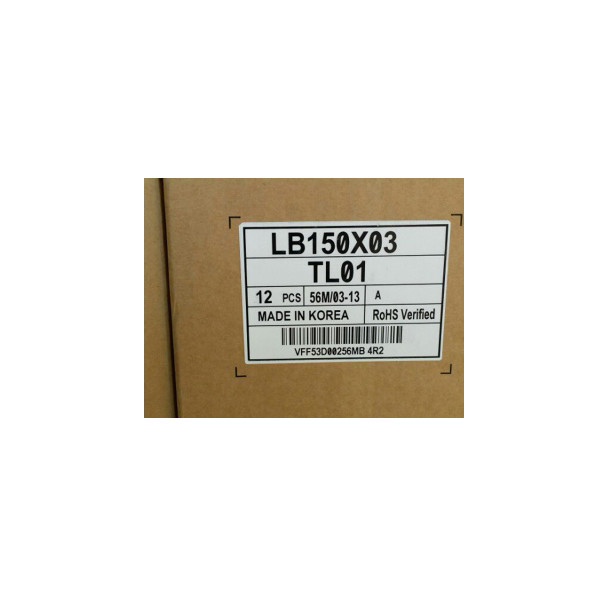 LB150X03
TL01
12 PCS 56M/03-13 A
MADE IN KOREA RoHS Verified
VFF53D00256MB 4R2